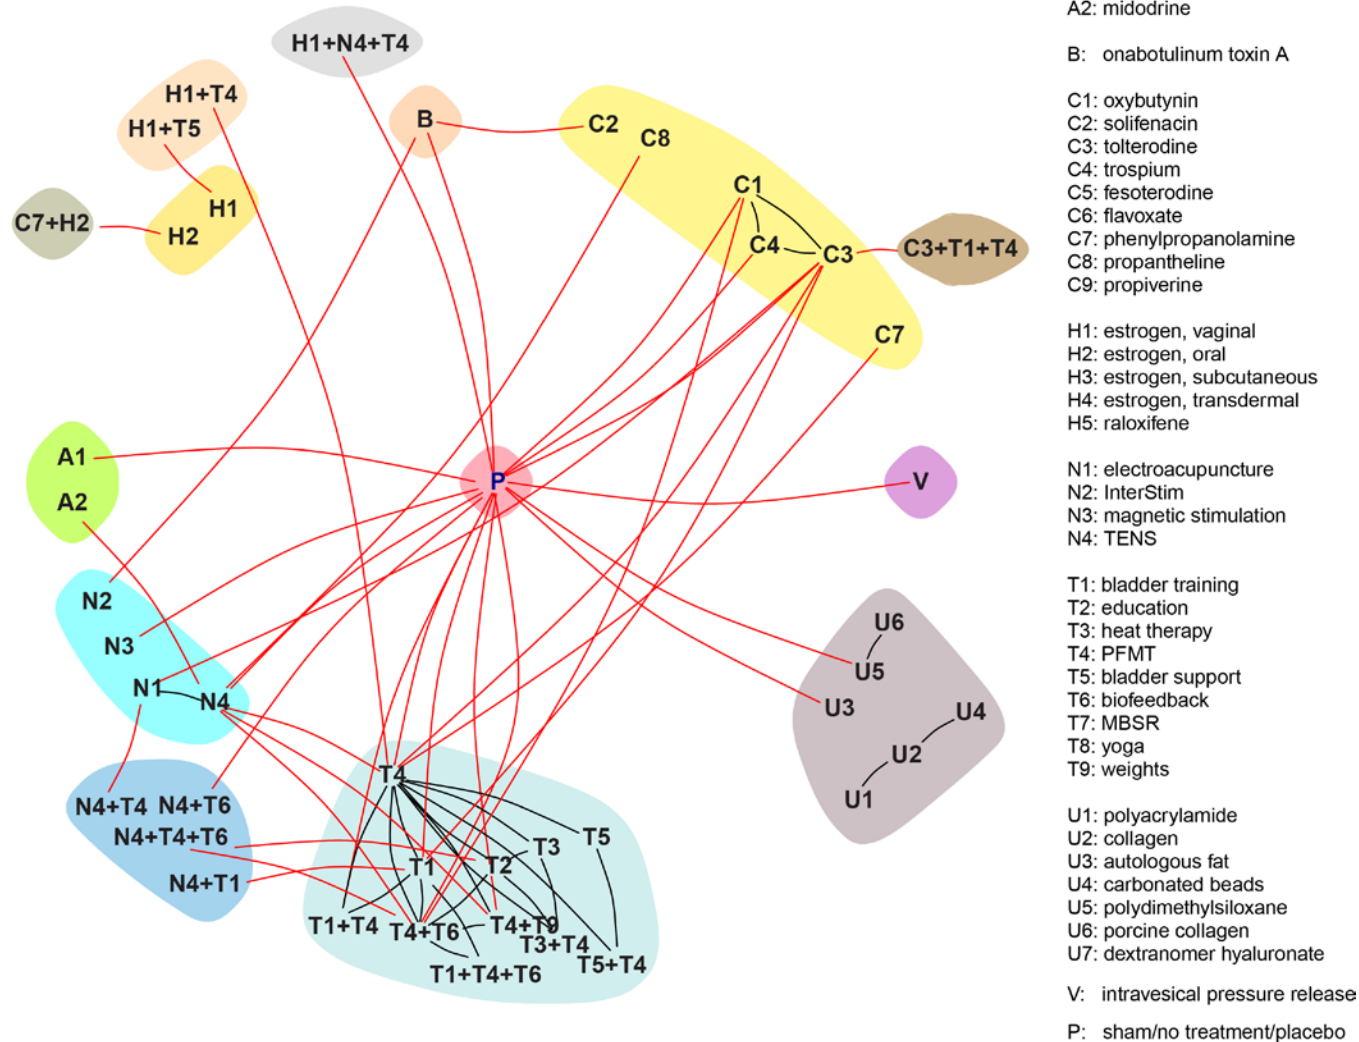 H1+N4+T4
H1+T4
H1+T5
B
C2
C8
C1
H1
H2
C7+H2
C4
C3
C3+T1+T4
C7
A1
A2
P
V
N2
N3
N1
N4
U6
U5
U3
U4
U2
U1
N4+T4
N4+T6
N4+T4+T6
N4+T1
T4
T5
T3
T1
T2
T1+T4
T4+T6
T4+T9
T3+T4
T5+T4
T1+T4+T6
A2: midodrine
B: onabotulinum toxin A
C1: oxybutynin
C2: solifenacin
C3: tolterodine
C4: trospium
C5: fesoterodine
C6: flavoxate
C7: phenylpropanolamine
C8: propantheline
C9: propiverine
H1: estrogen, vaginal
H2: estrogen, oral
H3: estrogen, subcutaneous
H4: estrogen, transdermal
H5: raloxifene
N1: electroacupuncture
N2: InterStim
N3: magnetic stimulation
N4: TENS
T1: bladder training
T2: education
T3: heat therapy
T4: PFMT
T5: bladder support
T6: biofeedback
T7: MBSR
T8: yoga
T9: weights
U1: polyacrylamide
U2: collagen
U3: autologous fat
U4: carbonated beads
U5: polydimethylsiloxane
U6: porcine collagen
U7: dextranomer hyaluronate
V: intravesical pressure release
P: sham/no treatment/placebo